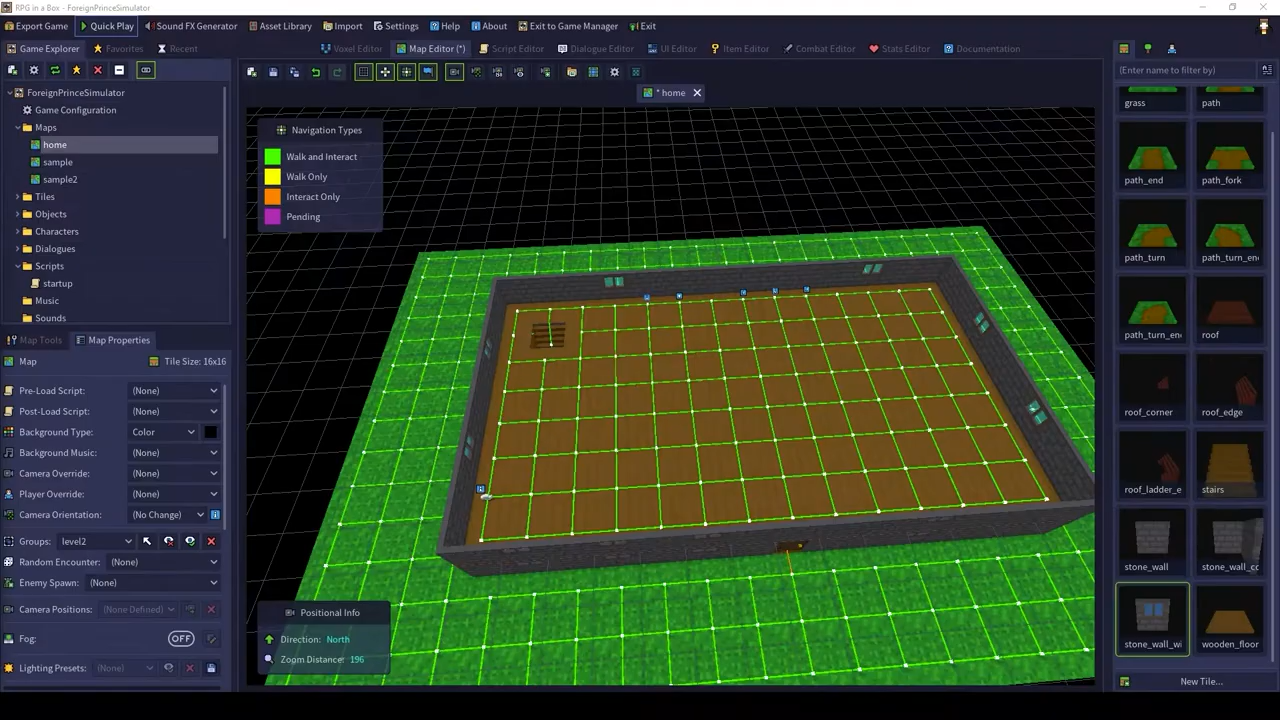 RPG in a Box - ForeignPrinceSimulator
Export Game Quick Play Sound FX Generator Asset Library Import Settings Help About Exit to Game Manager Exit
Game Explorer Favorites Recent
Voxel Editor Map Editor (*) Script Editor Dialogue Editor UI Editor Item Editor Combat Editor Stats Editor Documentation
* home
ForeignPrinceSimulator
Game Configuration
Maps
home
sample
sample2
Tiles
Objects
Characters
Dialogues
Scripts
startup
Music
Sounds
Map Tools Map Properties
Map Tile Size: 16x16
Pre-Load Script: (None)
Post-Load Script: (None)
Background Type: Color
Background Music: (None)
Camera Override: (None)
Player Override: (None)
Camera Orientation: (No Change)
Groups: level2
Random Encounter: (None)
Enemy Spawn: (None)
Camera Positions: (None Defined)
Fog: OFF
Lighting Presets: (None)
Navigation Types
Walk and Interact
Walk Only
Interact Only
Pending
Positional Info
Direction: North
Zoom Distance: 196
(Enter name to filter by)
grass path
path_end path_fork
path_turn path_turn_en
path_turn_en roof
roof_corner roof_edge
roof_ladder_e stairs
stone_wall stone_wall_co
stone_wall_wi wooden_floor
New Tile...